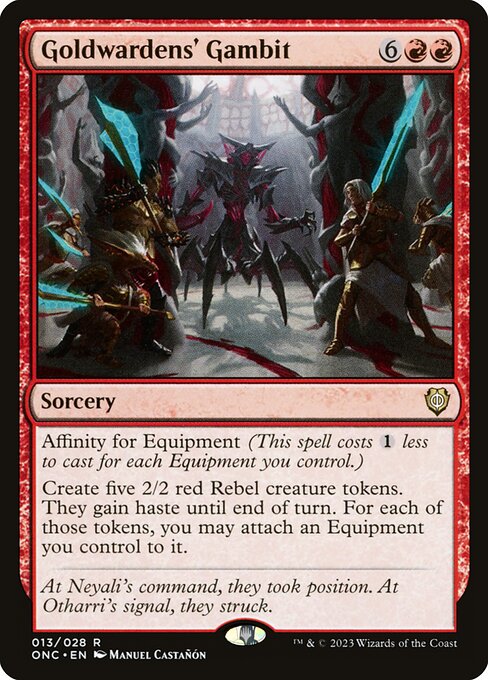 Goldwardens' Gambit 6
Sorcery
Affinity for Equipment (This spell costs 1 less
to cast for each Equipment you control.)
Create five 2/2 red Rebel creature tokens.
They gain haste until end of turn. For each of
those tokens, you may attach an Equipment
you control to it.
At Neyali's command, they took position. At
Otharri's signal, they struck.
013/028 R
ONC • EN Manuel Castañón
™ & © 2023 Wizards of the Coast